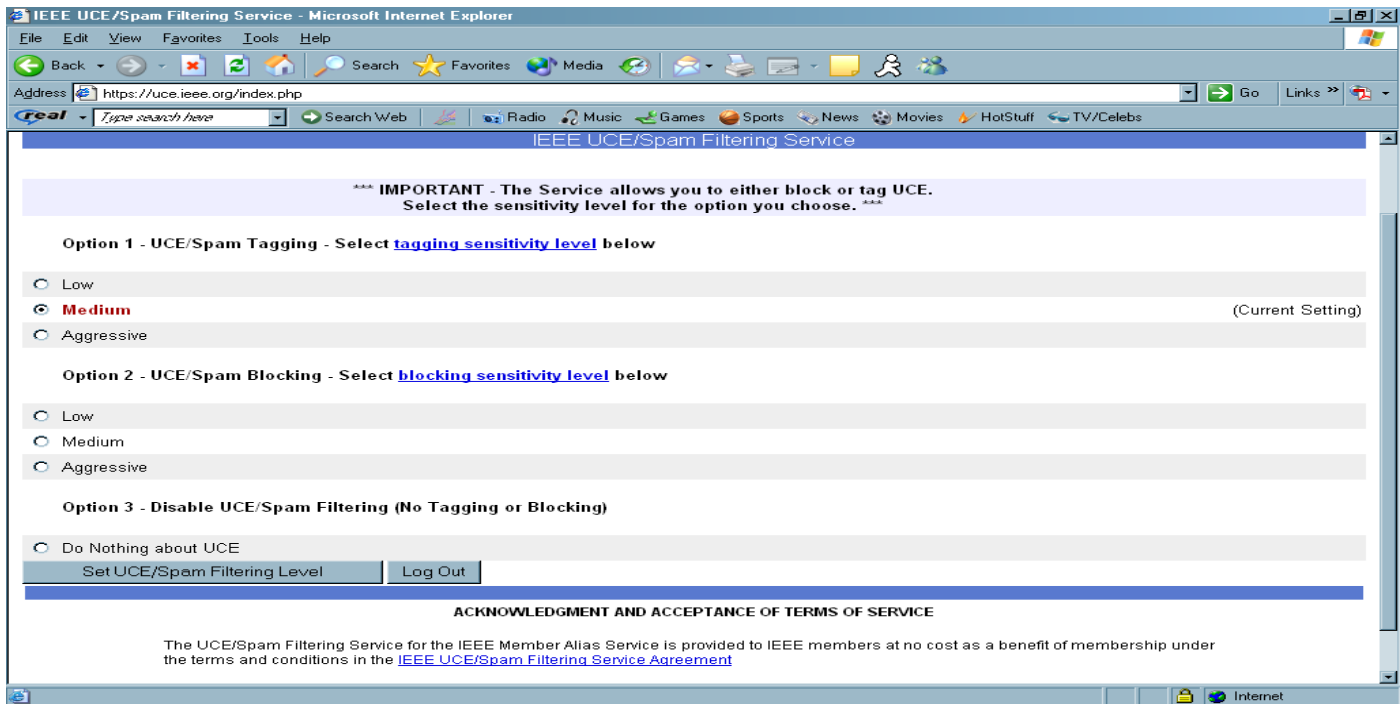 IEEE UCE/Spam Filtering Service - Microsoft Internet Explorer
File Edit View Favorites Tools Help
Back Search Favorites Media
Address https://uce.ieee.org/index.php Go Links »
real Type search here Search Web Radio Music Games Sports News Movies HotStuff TV/Celebs
IEEE UCE/Spam Filtering Service
*** IMPORTANT - The Service allows you to either block or tag UCE.
Select the sensitivity level for the option you choose. ***
Option 1 - UCE/Spam Tagging - Select tagging sensitivity level below
Low
Medium (Current Setting)
Aggressive
Option 2 - UCE/Spam Blocking - Select blocking sensitivity level below
Low
Medium
Aggressive
Option 3 - Disable UCE/Spam Filtering (No Tagging or Blocking)
Do Nothing about UCE
Set UCE/Spam Filtering Level Log Out
ACKNOWLEDGMENT AND ACCEPTANCE OF TERMS OF SERVICE
The UCE/Spam Filtering Service for the IEEE Member Alias Service is provided to IEEE members at no cost as a benefit of membership under
the terms and conditions in the IEEE UCE/Spam Filtering Service Agreement
Internet